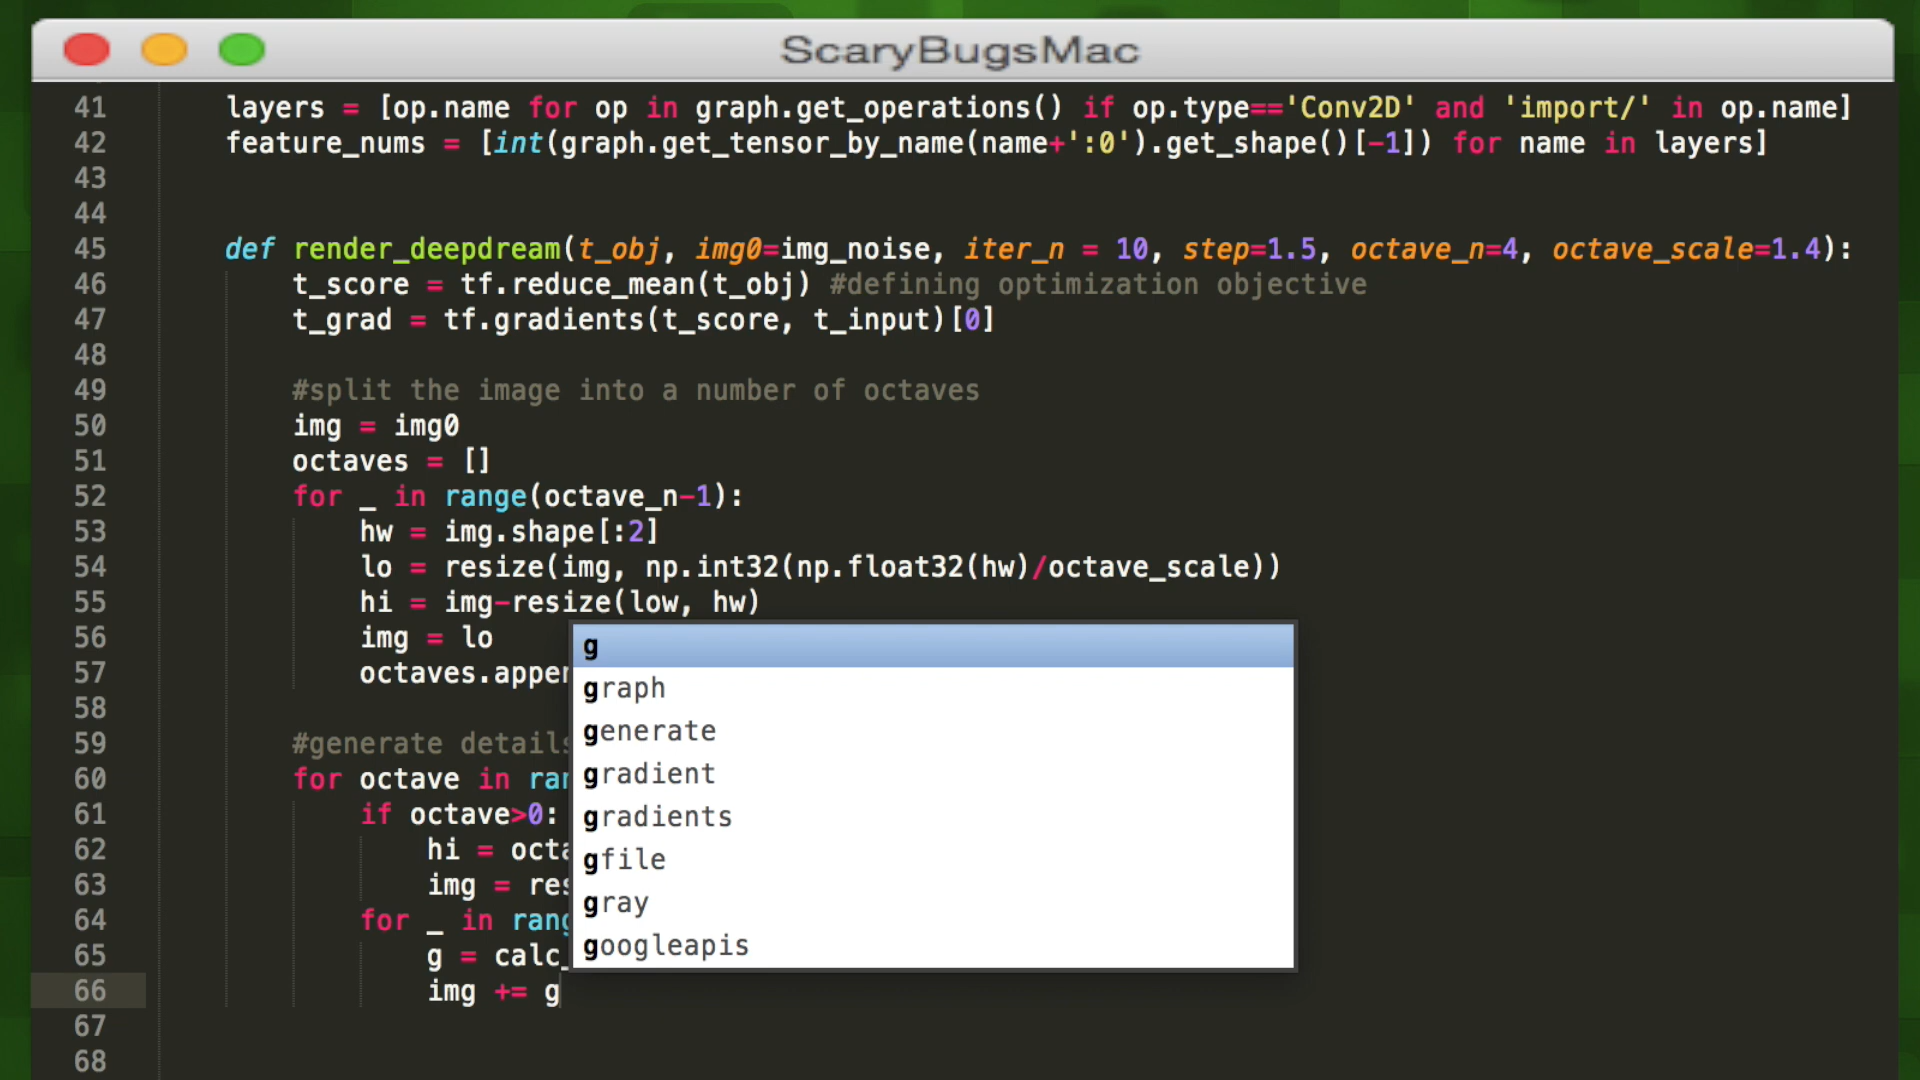 ScaryBugsMac
41 layers = [op.name for op in graph.get_operations() if op.type=='Conv2D' and 'import/' in op.name]
42 feature_nums = [int(graph.get_tensor_by_name(name+':0').get_shape()[-1]) for name in layers]
43
44
45 def render_deepdream(t_obj, img0=img_noise, iter_n = 10, step=1.5, octave_n=4, octave_scale=1.4):
46 t_score = tf.reduce_mean(t_obj) #defining optimization objective
47 t_grad = tf.gradients(t_score, t_input)[0]
48
49 #split the image into a number of octaves
50 img = img0
51 octaves = []
52 for _ in range(octave_n-1):
53 hw = img.shape[:2]
54 lo = resize(img, np.int32(np.float32(hw)/octave_scale))
55 hi = img-resize(low, hw)
56 img = lo
57 octaves.appen
58
59 #generate details
60 for octave in ran
61 if octave>0:
62 hi = octa
63 img = res
64 for _ in rang
65 g = calc_
66 img += g
67
68
g
graph
generate
gradient
gradients
gfile
gray
googleapis